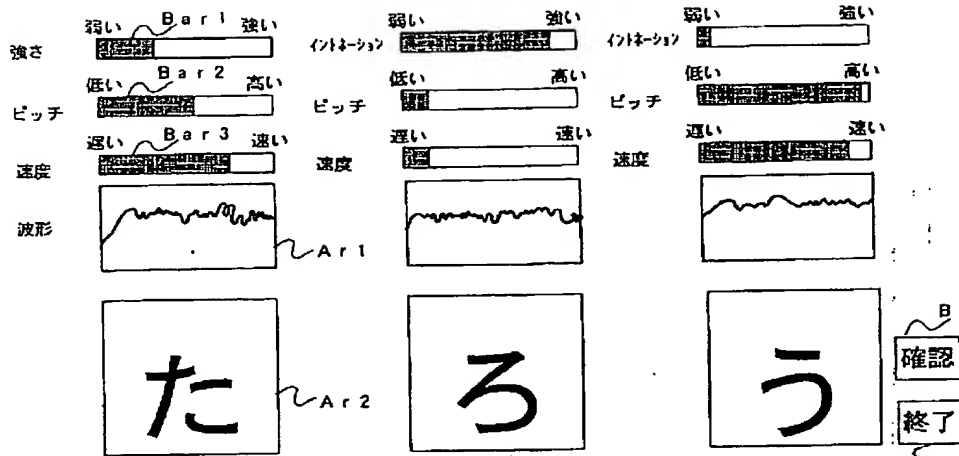 Bar1
弱い 強い 弱い 強い 弱い 強い
強さ イントネーション イントネーション
Bar2
低い 高い 低い 高い 低い 高い
ピッチ ピッチ ピッチ
Bar3
遅い 速い 遅い 速い 遅い 速い
速度 速度 速度
波形
Ar1
た ろ う
Ar2
B
確認
終了